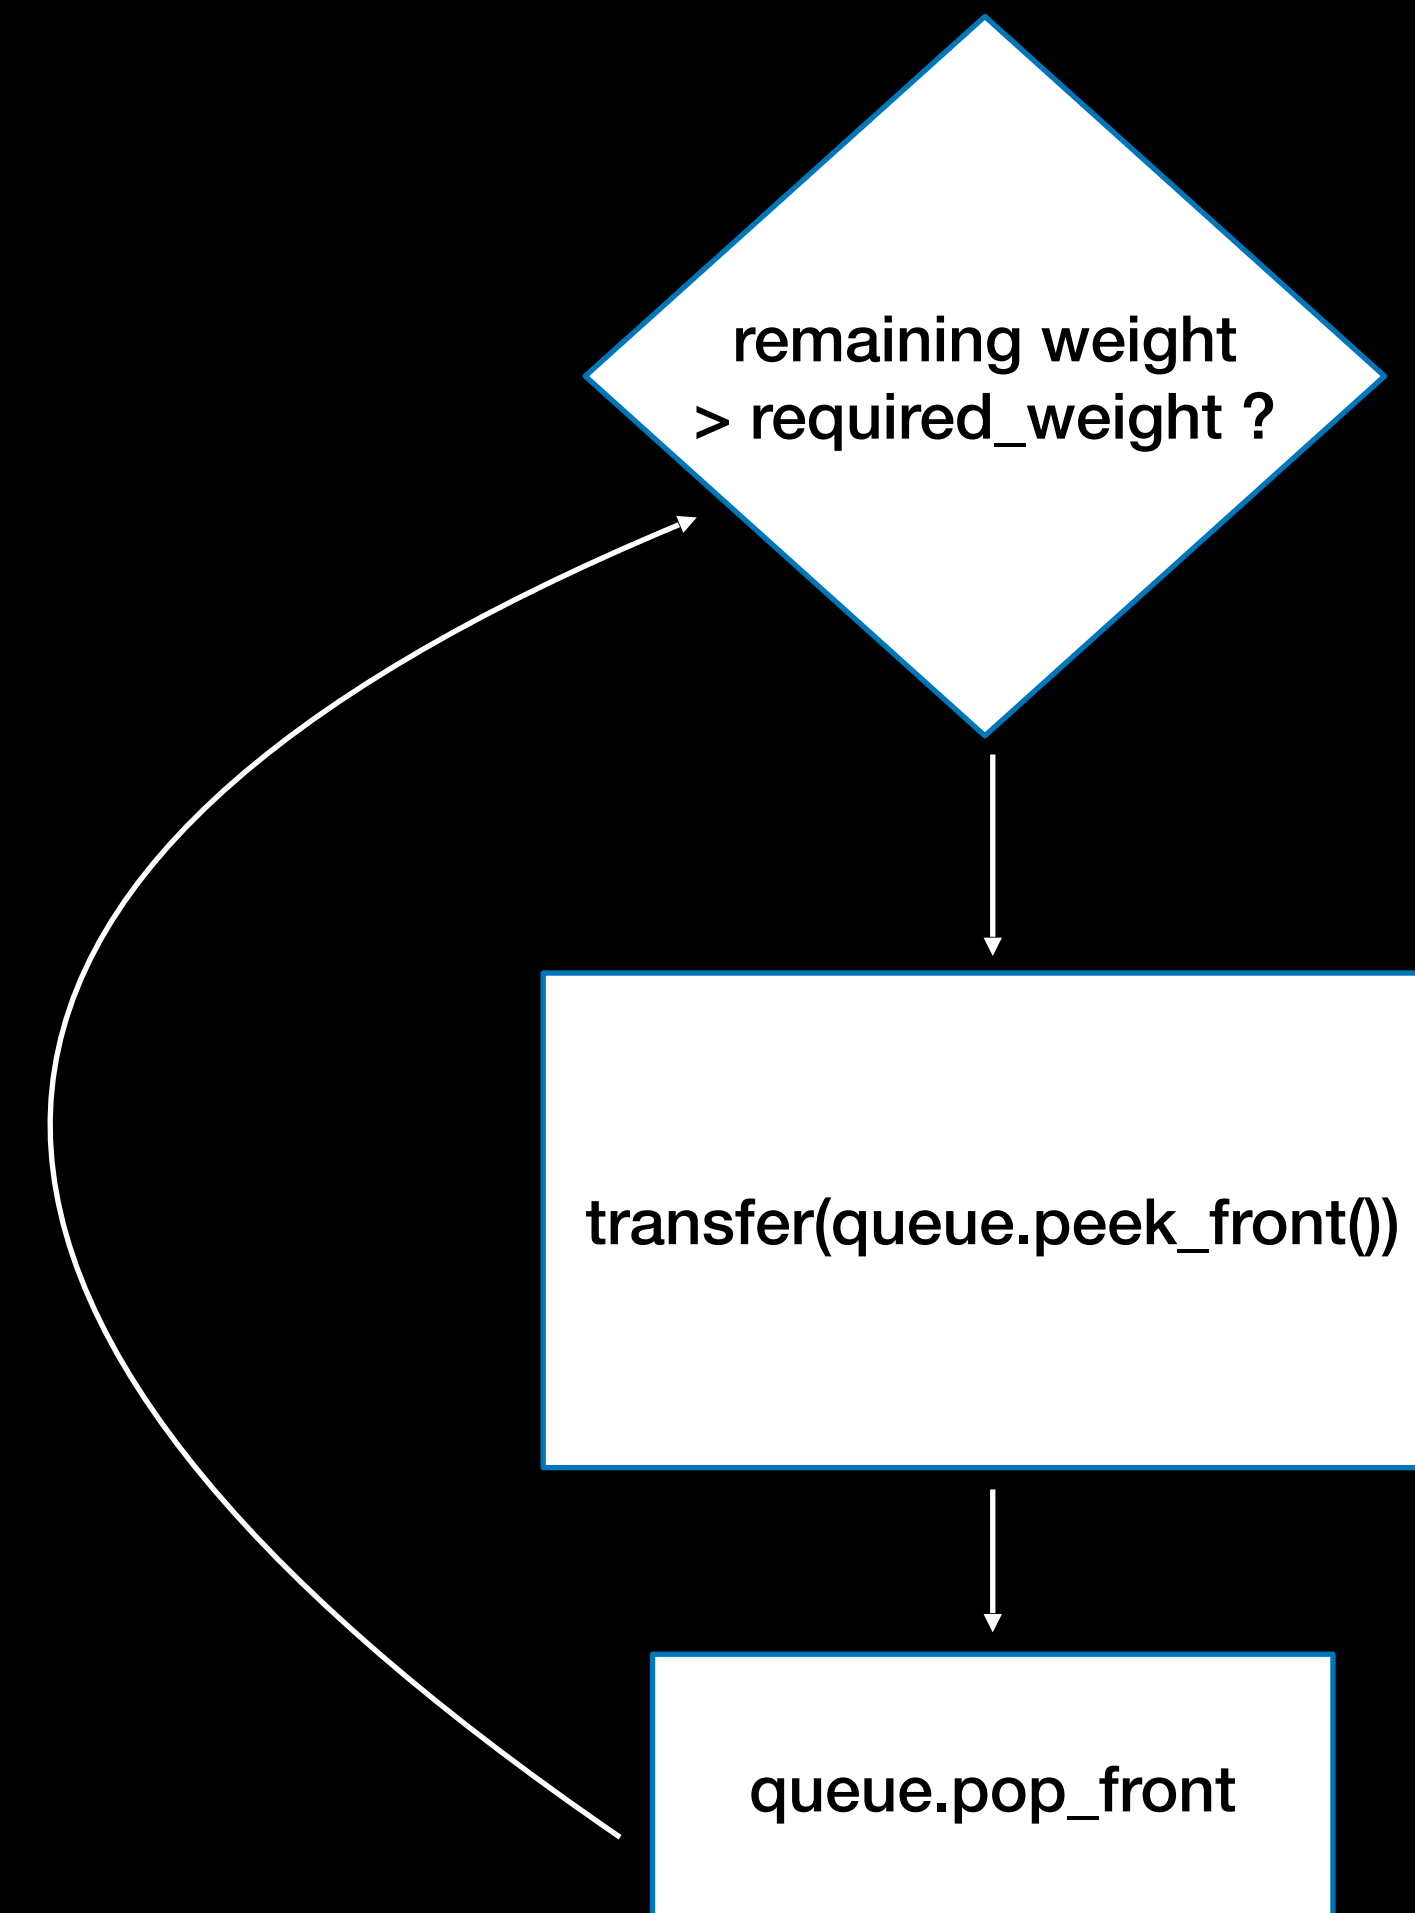 remaining weight
> required_weight ?
transfer(queue.peek_front())
queue.pop_front